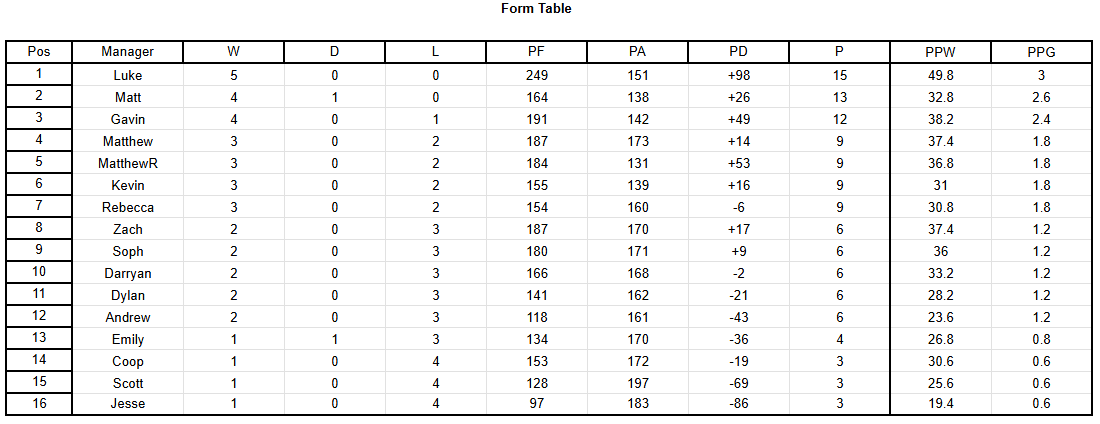 Form Table
Pos Manager W D L PF PA PD P PPW PPG
1 Luke 5 0 0 249 151 +98 15 49.8 3
2 Matt 4 1 0 164 138 +26 13 32.8 2.6
3 Gavin 4 0 1 191 142 +49 12 38.2 2.4
4 Matthew 3 0 2 187 173 +14 9 37.4 1.8
5 MatthewR 3 0 2 184 131 +53 9 36.8 1.8
6 Kevin 3 0 2 155 139 +16 9 31 1.8
7 Rebecca 3 0 2 154 160 -6 9 30.8 1.8
8 Zach 2 0 3 187 170 +17 6 37.4 1.2
9 Soph 2 0 3 180 171 +9 6 36 1.2
10 Darryan 2 0 3 166 168 -2 6 33.2 1.2
11 Dylan 2 0 3 141 162 -21 6 28.2 1.2
12 Andrew 2 0 3 118 161 -43 6 23.6 1.2
13 Emily 1 1 3 134 170 -36 4 26.8 0.8
14 Coop 1 0 4 153 172 -19 3 30.6 0.6
15 Scott 1 0 4 128 197 -69 3 25.6 0.6
16 Jesse 1 0 4 97 183 -86 3 19.4 0.6